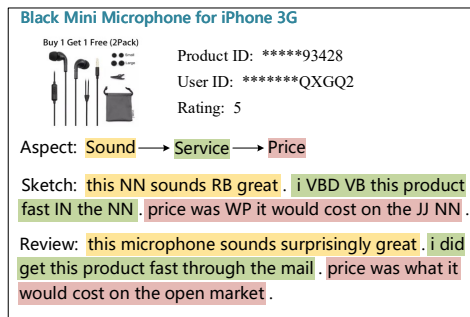 Black Mini Microphone for iPhone 3G
Buy 1 Get 1 Free (2Pack)
Small
Large
Product ID: *****93428
User ID: *******QXGQ2
Rating: 5
Aspect: Sound → Service → Price
Sketch: this NN sounds RB great . i VBD VB this product
fast IN the NN . price was WP it would cost on the JJ NN .
Review: this microphone sounds surprisingly great . i did
get this product fast through the mail . price was what it
would cost on the open market .